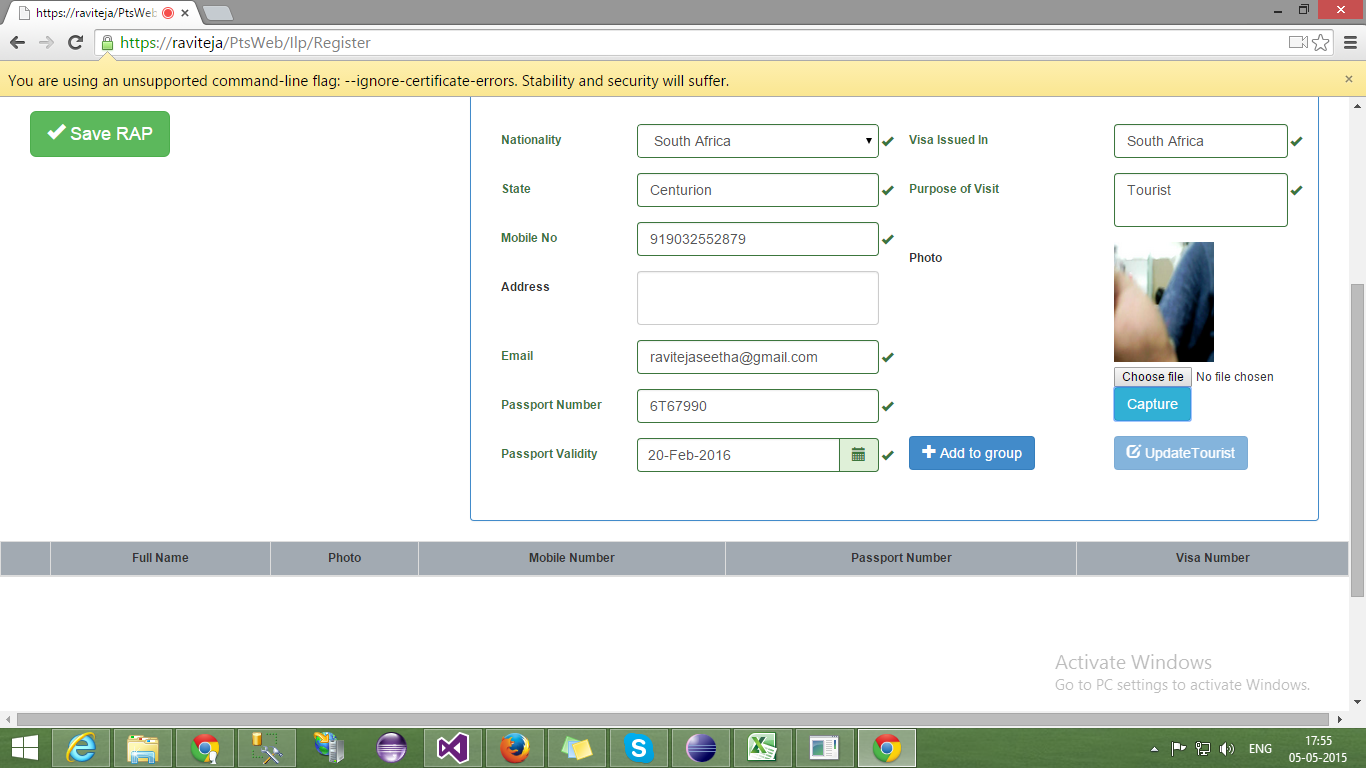 https://raviteja/PtsWeb
https://raviteja/PtsWeb/Ilp/Register
You are using an unsupported command-line flag: --ignore-certificate-errors. Stability and security will suffer.
Save RAP
Nationality South Africa Visa Issued In South Africa
State Centurion Purpose of Visit Tourist
Mobile No 919032552879
Photo
Address
Email ravitejaseetha@gmail.com
Choose file No file chosen
Passport Number 6T67990 Capture
Passport Validity 20-Feb-2016 Add to group UpdateTourist
Full Name Photo Mobile Number Passport Number Visa Number
Activate Windows
Go to PC settings to activate Windows.
ENG 17:55
05-05-2015